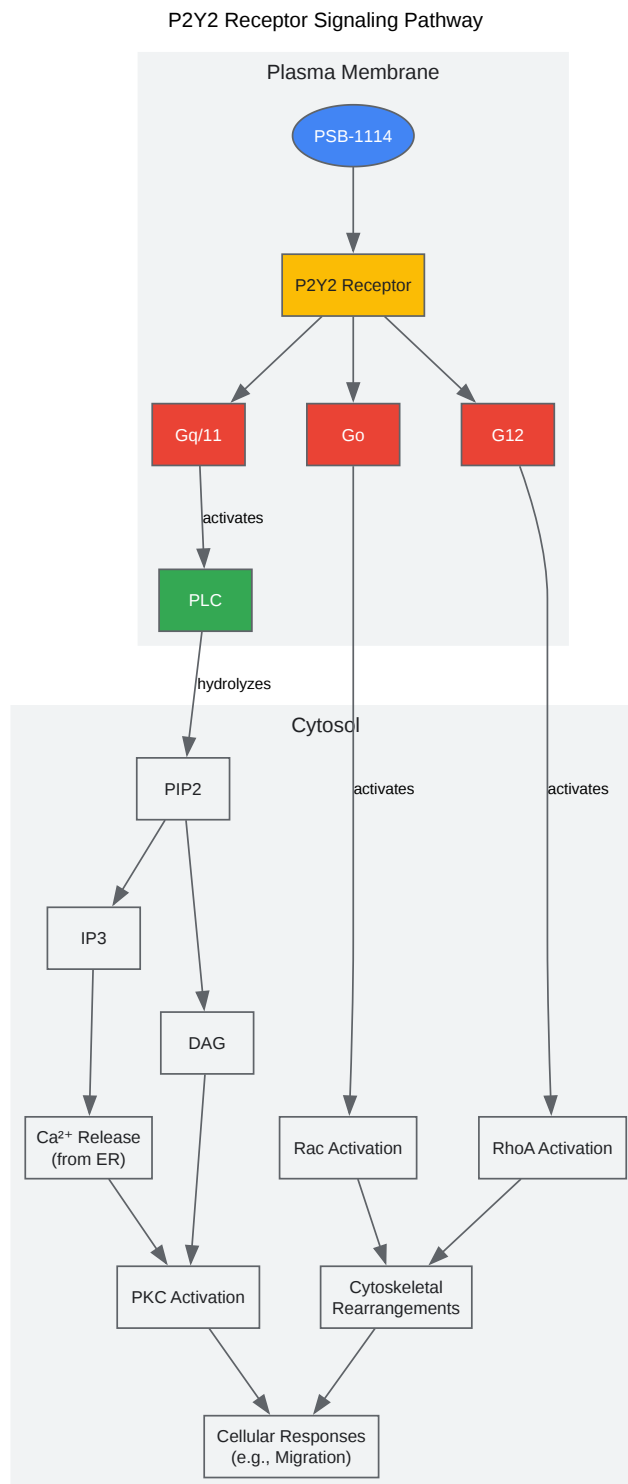 P2Y2 Receptor Signaling Pathway
Plasma Membrane
PSB-1114
P2Y2 Receptor
Gq/11
Go
G12
activates
PLC
hydrolyzes
Cytosol
PIP2
activates
activates
IP3
DAG
Ca²⁺ Release
(from ER)
Rac Activation
RhoA Activation
PKC Activation
Cytoskeletal
Rearrangements
Cellular Responses
(e.g., Migration)